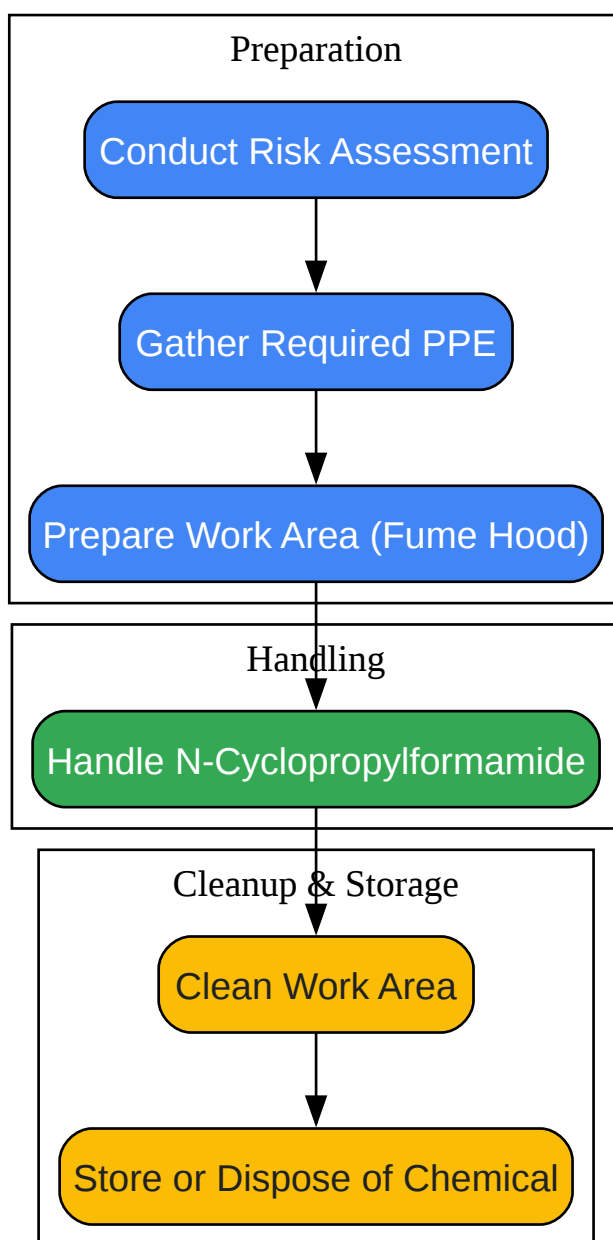 Preparation
Conduct Risk Assessment
Gather Required PPE
Prepare Work Area (Fume Hood)
Handling
Handle N-Cyclopropylformamide
Cleanup & Storage
Clean Work Area
Store or Dispose of Chemical